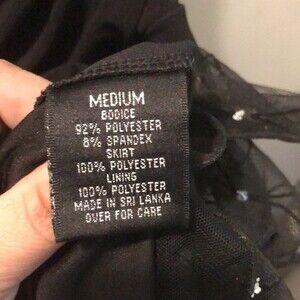 MEDIUM
BODICE
92% POLYESTER
8% SPANDEX
SKIRT
100% POLYESTER
LINING
100% POLYESTER
MADE IN SRI LANKA
OVER FOR CARE